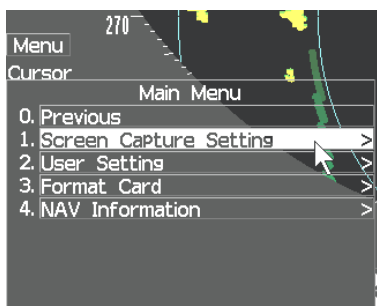 270
Menu
Cursor
Main Menu
0. Previous
1. Screen Capture Setting >
2. User Setting >
3. Format Card >
4. NAV Information >